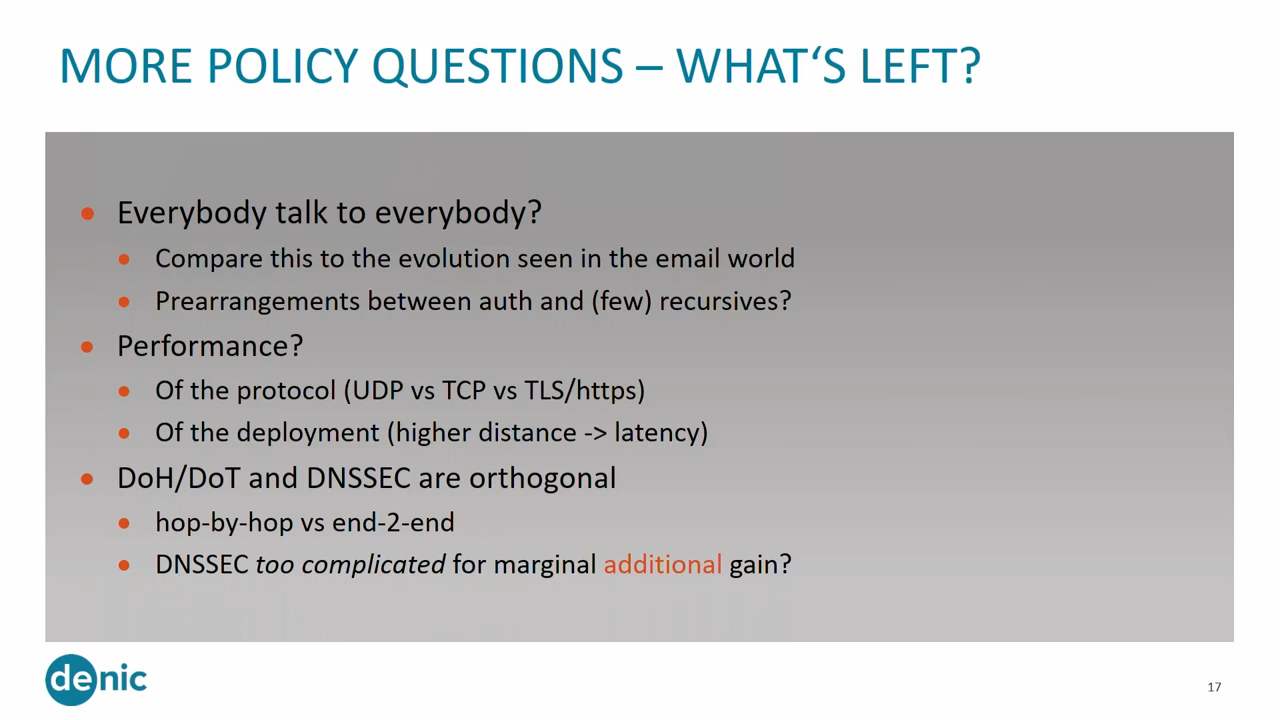 MORE POLICY QUESTIONS – WHAT‘S LEFT?
• Everybody talk to everybody?
• Compare this to the evolution seen in the email world
• Prearrangements between auth and (few) recursives?
• Performance?
• Of the protocol (UDP vs TCP vs TLS/https)
• Of the deployment (higher distance -> latency)
• DoH/DoT and DNSSEC are orthogonal
• hop-by-hop vs end-2-end
• DNSSEC too complicated for marginal additional gain?
denic
17